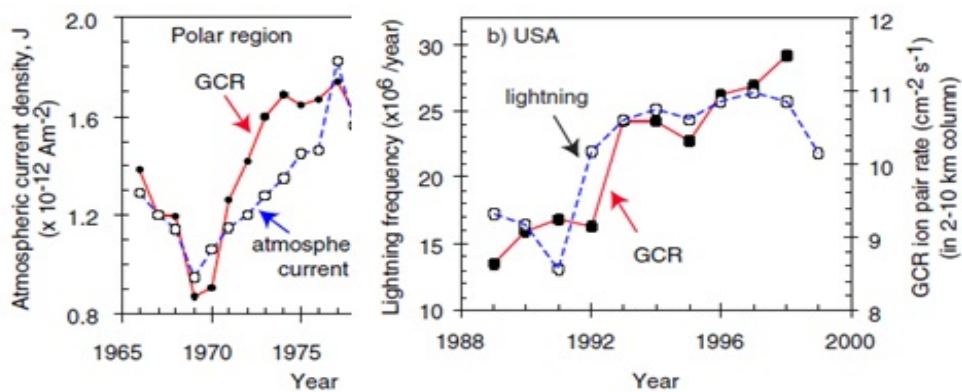 Atmospheric current density, J
(x 10-12 Am-2)
2.0
1.6
1.2
0.8
Polar region
GCR
atmosphe
current
1965
1970
1975
Year
Lightning frequency (x10⁶ /year)
30
25
20
15
10
b) USA
lightning
GCR
12
11
10
9
8
GCR ion pair rate (cm-2 s-1)
(in 2-10 km column)
1988
1992
1996
2000
Year